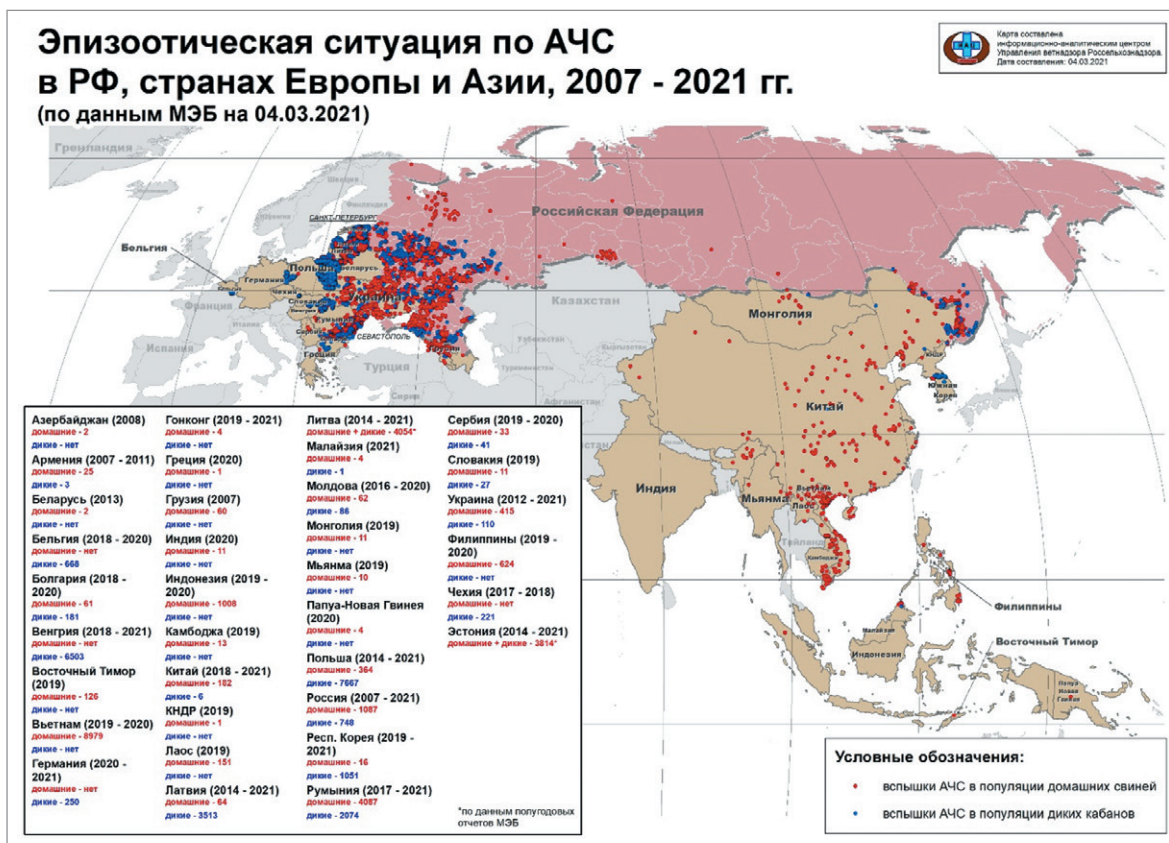 Эпизоотическая ситуация по АЧС
в РФ, странах Европы и Азии, 2007 - 2021 гг.
(по данным МЭБ на 04.03.2021)
Карта составлена
информационно-аналитическим центром
Управления ветнадзора Россельхознадзора.
Дата составления: 04.03.2021
Гренландия
Швеция
Финляндия
САНКТ-ПЕТЕРБУРГ
Российская Федерация
Бельгия
Польша
Беларусь
Германия
Чехия
Словакия
Украина
Франция
Румыния
Италия
Сербия
СЕВАСТОПОЛЬ
Испания
Греция
Грузия
Турция
Сирия
Казахстан
Узбекистан
Кыргызстан
Туркменистан
Афганистан
Монголия
КНДР
Южная
Корея
Китай
Индия
Мьянма
Вьетнам
Лаос
Тайланд
Камбоджа
Филиппины
Малайзия
Индонезия
Восточный Тимор
Папуа
Новая
Гвинея
Азербайджан (2008)
домашние - 2
дикие - нет
Армения (2007 - 2011)
домашние - 25
дикие - 3
Беларусь (2013)
домашние - 2
дикие - нет
Бельгия (2018 - 2020)
домашние - нет
дикие - 668
Болгария (2018 -
2020)
домашние - 61
дикие - 181
Венгрия (2018 - 2021)
домашние - нет
дикие - 6503
Восточный Тимор
(2019)
домашние - 126
дикие - нет
Вьетнам (2019 - 2020)
домашние - 8979
дикие - нет
Германия (2020 -
2021)
домашние - нет
дикие - 250
Гонконг (2019 - 2021)
домашние - 4
дикие - нет
Греция (2020)
домашние - 1
дикие - нет
Грузия (2007)
домашние - 60
дикие - нет
Индия (2020)
домашние - 11
дикие - нет
Индонезия (2019 -
2020)
домашние - 1008
дикие - нет
Камбоджа (2019)
домашние - 13
дикие - нет
Китай (2018 - 2021)
домашние - 182
дикие - 6
КНДР (2019)
домашние - 1
дикие - нет
Лаос (2019)
домашние - 151
дикие - нет
Латвия (2014 - 2021)
домашние - 64
дикие - 3513
Литва (2014 - 2021)
домашние + дикие - 4054*
Малайзия (2021)
домашние - 4
дикие - 1
Молдова (2016 - 2020)
домашние - 62
дикие - 86
Монголия (2019)
домашние - 11
дикие - нет
Мьянма (2019)
домашние - 10
дикие - нет
Папуа-Новая Гвинея
(2020)
домашние - 4
дикие - нет
Польша (2014 - 2021)
домашние - 364
дикие - 7667
Россия (2007 - 2021)
домашние - 1087
дикие - 748
Респ. Корея (2019 -
2021)
домашние - 16
дикие - 1051
Румыния (2017 - 2021)
домашние - 4087
дикие - 2074
Сербия (2019 - 2020)
домашние - 33
дикие - 41
Словакия (2019)
домашние - 11
дикие - 27
Украина (2012 - 2021)
домашние - 415
дикие - 110
Филиппины (2019 -
2020)
домашние - 624
дикие - нет
Чехия (2017 - 2018)
домашние - нет
дикие - 221
Эстония (2014 - 2021)
домашние + дикие - 3814*
*по данным полугодовых
отчетов МЭБ
Условные обозначения:
вспышки АЧС в популяции домашних свиней
вспышки АЧС в популяции диких кабанов